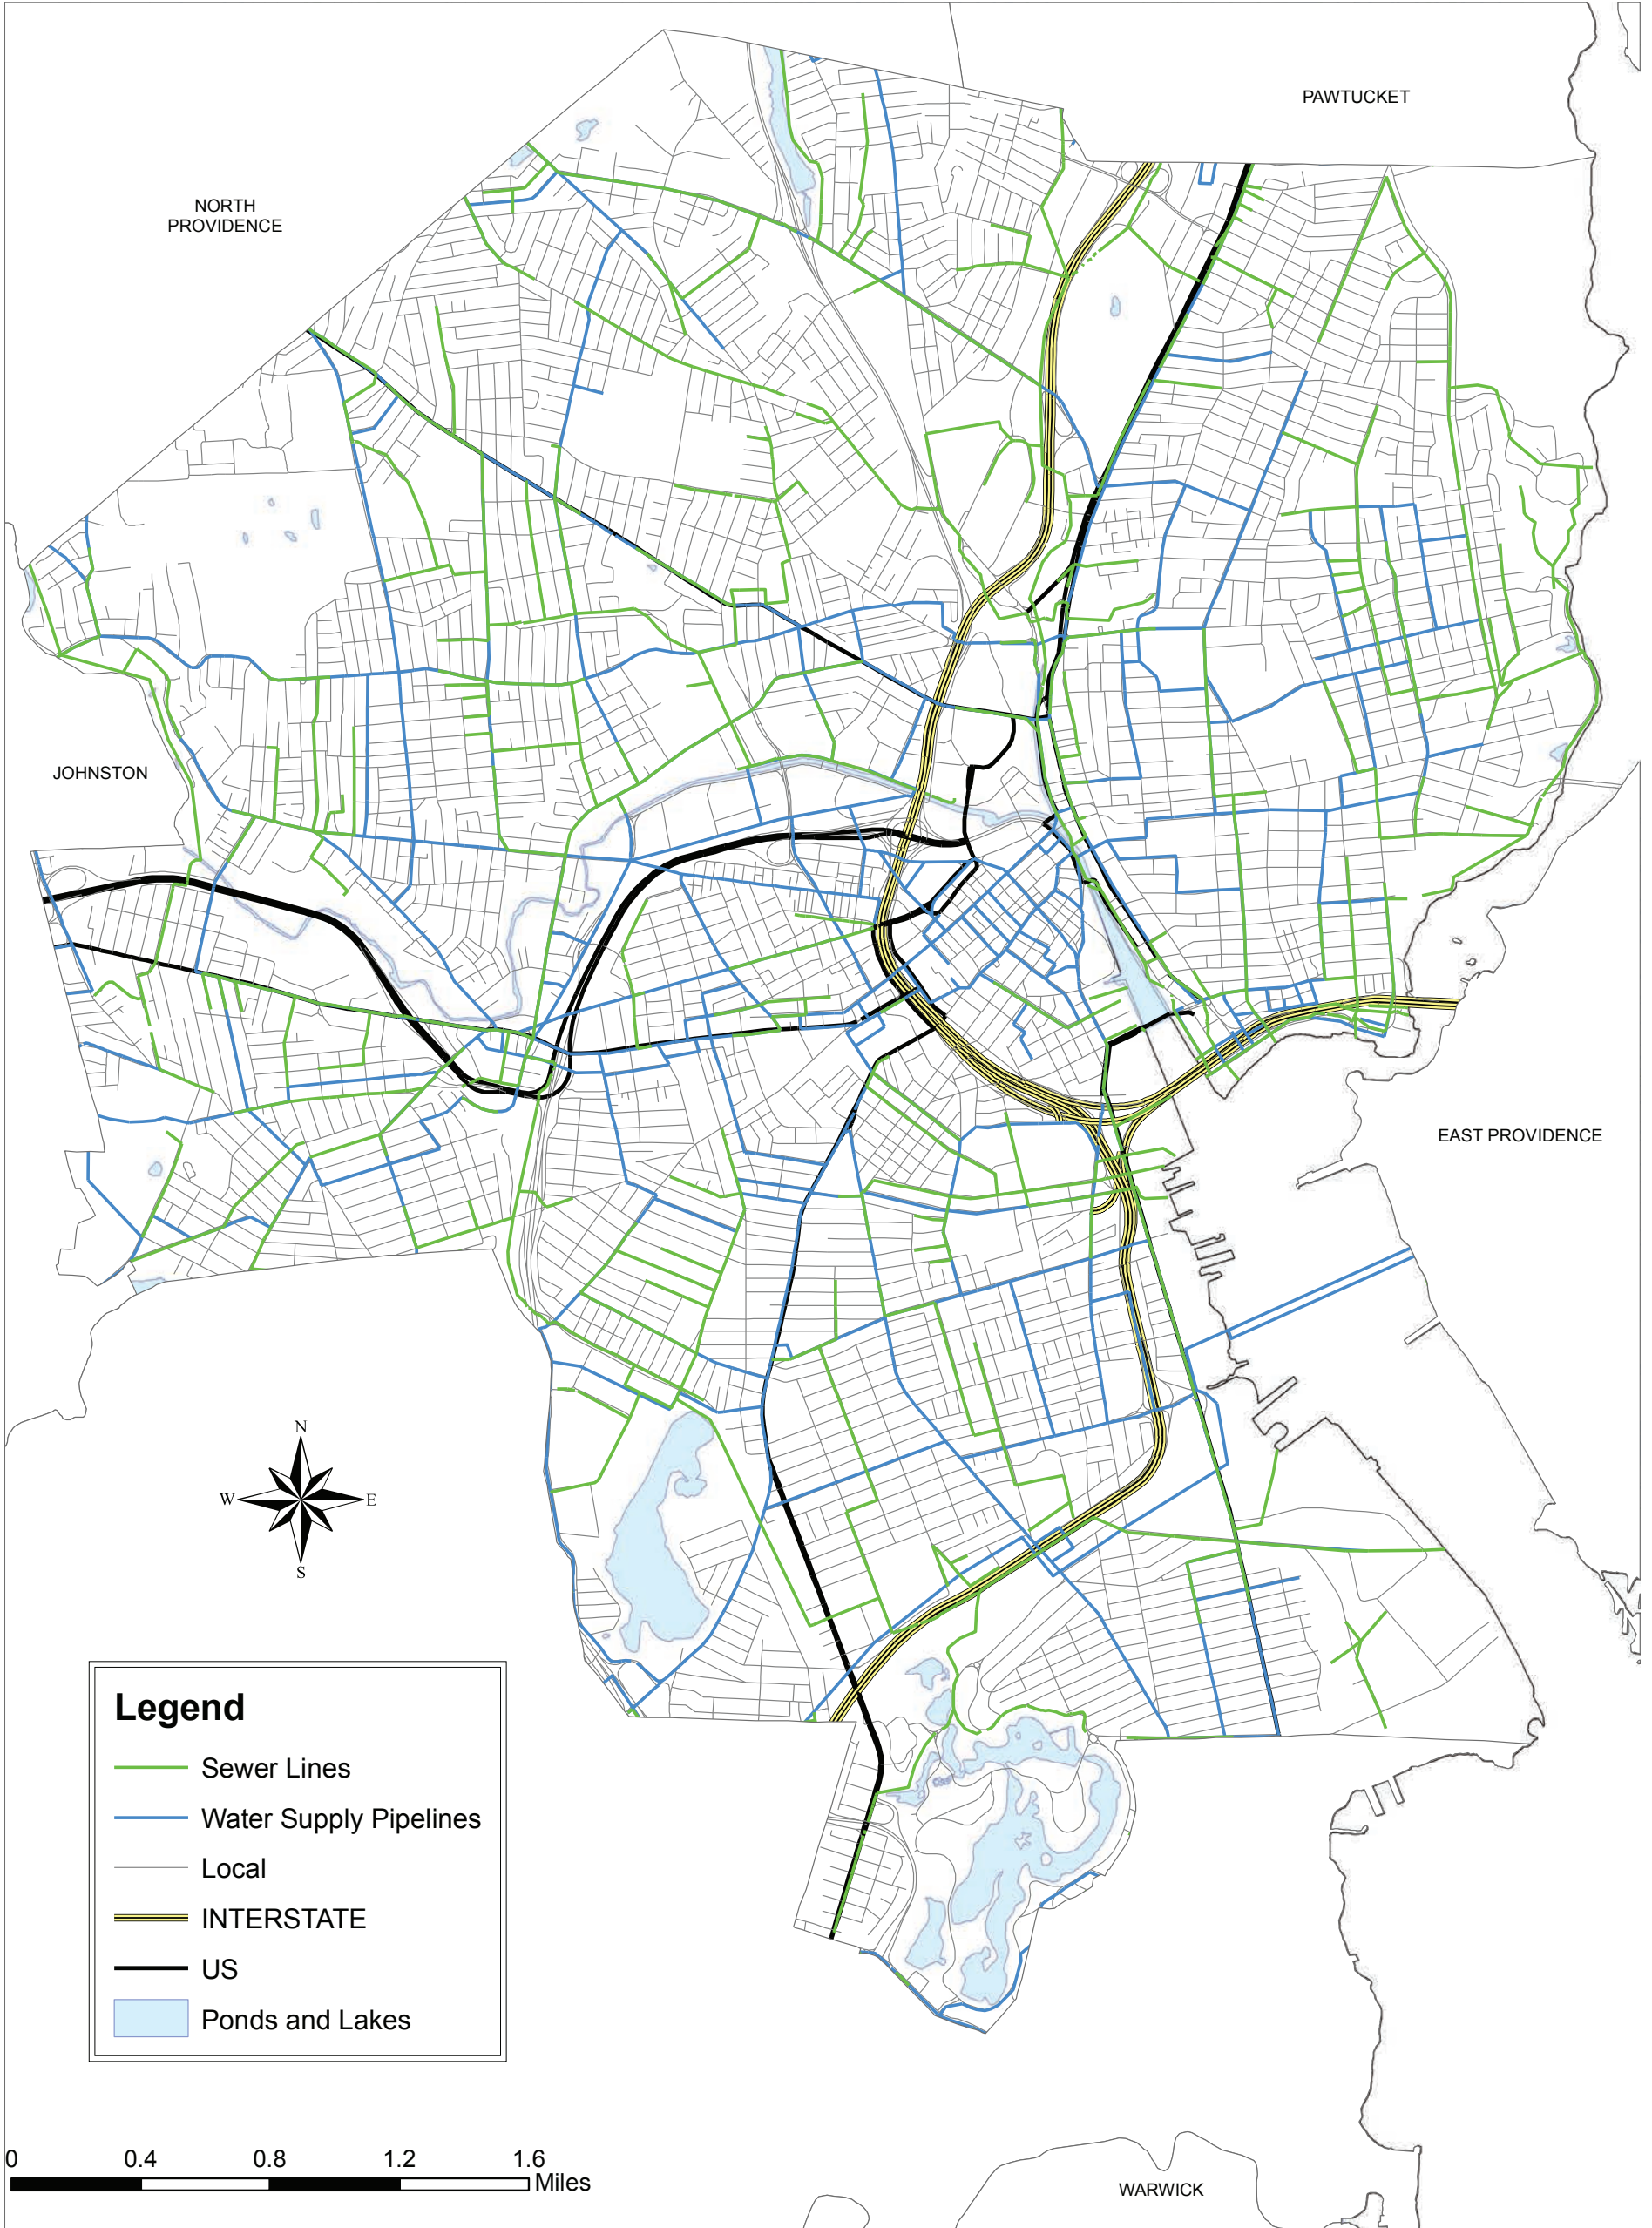 PAWTUCKET
NORTH
PROVIDENCE
JOHNSTON
EAST PROVIDENCE
N
W E
S
Legend
Sewer Lines
Water Supply Pipelines
Local
INTERSTATE
US
Ponds and Lakes
0 0.4 0.8 1.2 1.6
Miles
WARWICK